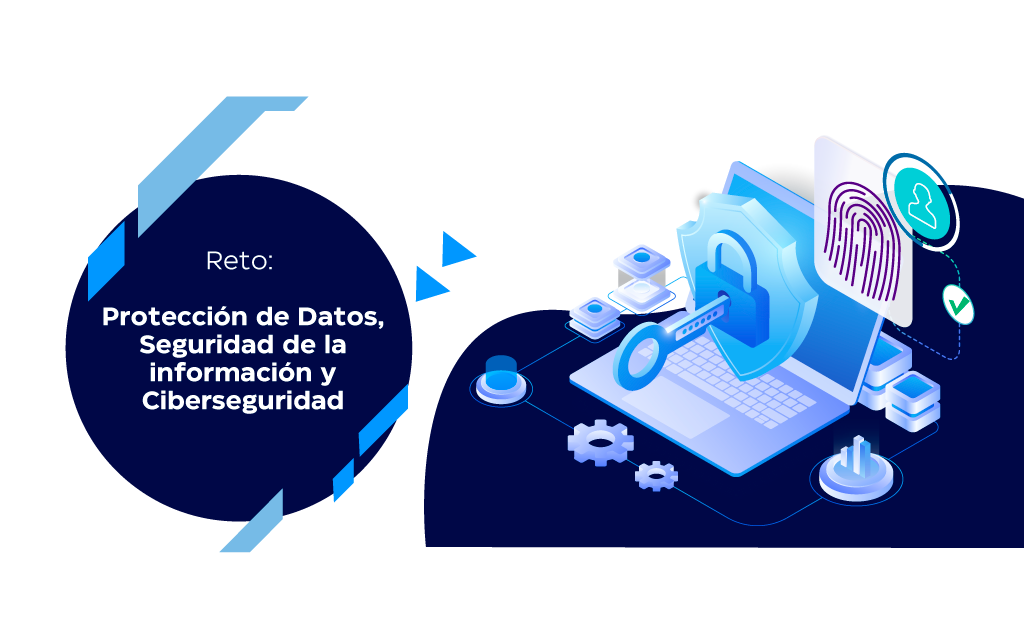 Reto:
Protección de Datos,
Seguridad de la
información y
Ciberseguridad